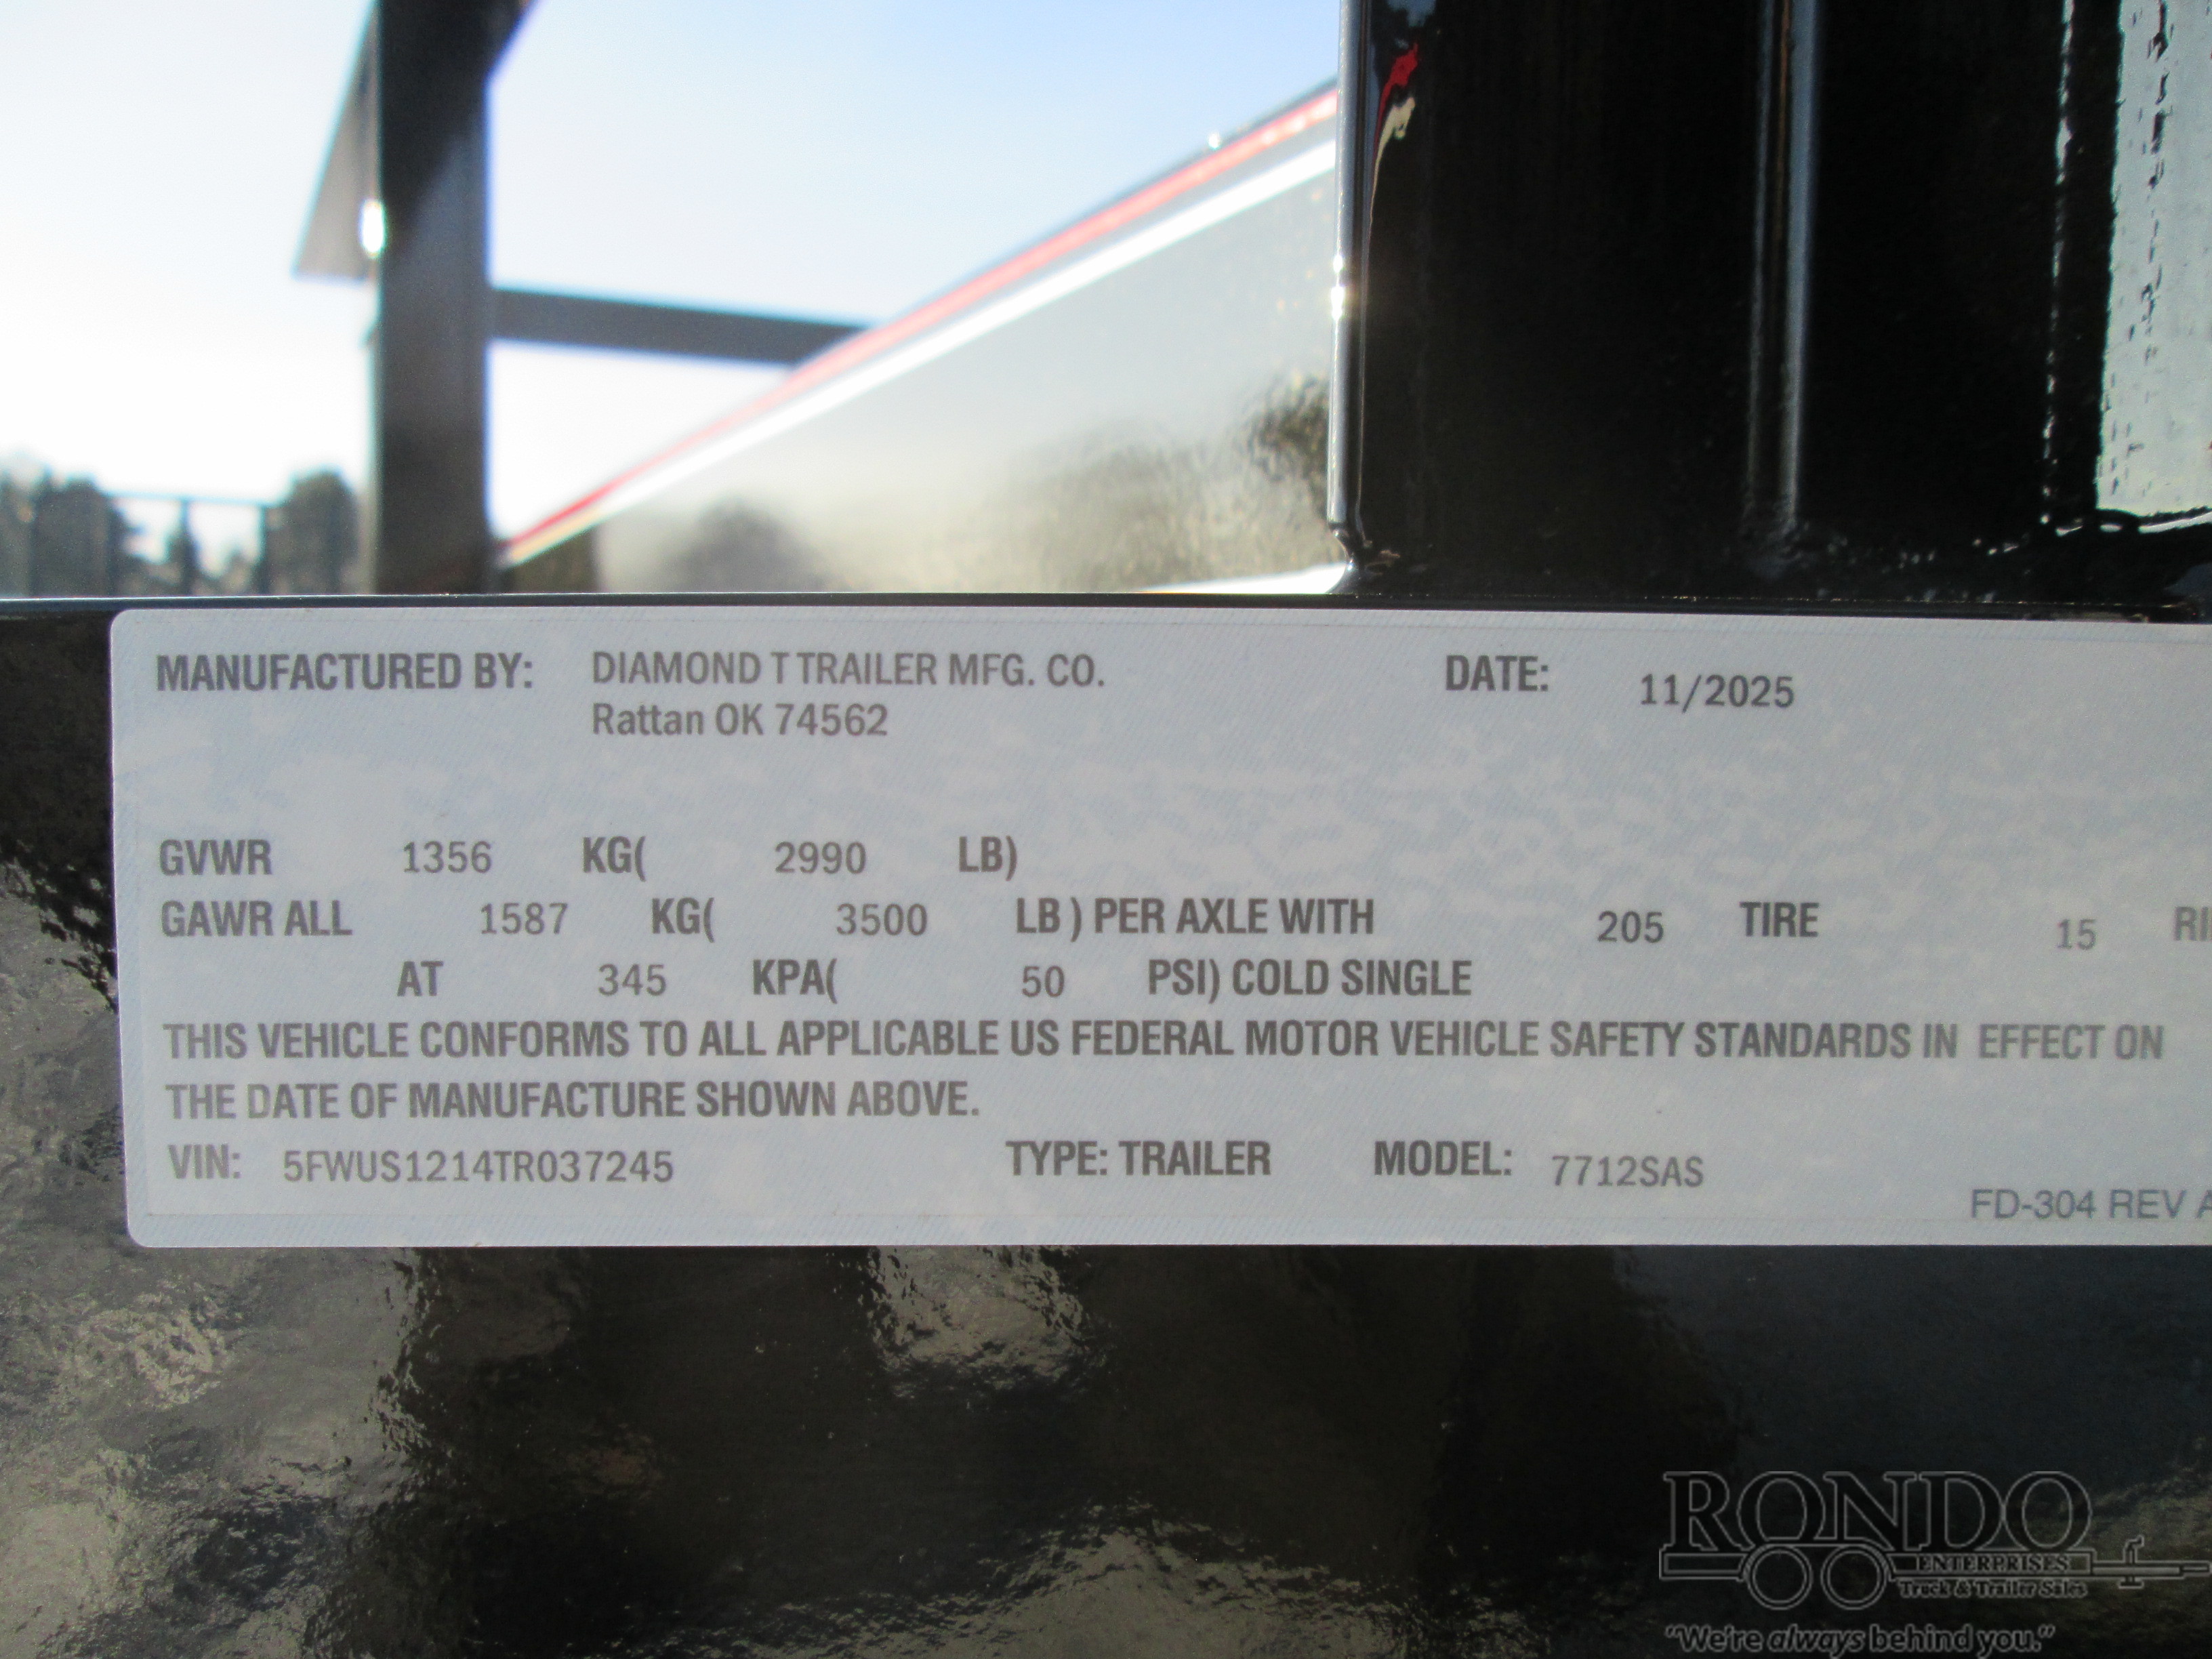 MANUFACTURED BY: DIAMOND T TRAILER MFG. CO. DATE: 11/2025
Rattan OK 74562
GVWR 1356 KG( 2990 LB)
GAWR ALL 1587 KG( 3500 LB ) PER AXLE WITH 205 TIRE 15
AT 345 KPA( 50 PSI) COLD SINGLE
THIS VEHICLE CONFORMS TO ALL APPLICABLE US FEDERAL MOTOR VEHICLE SAFETY STANDARDS IN EFFECT ON
THE DATE OF MANUFACTURE SHOWN ABOVE.
VIN: 5FWUS1214TR037245 TYPE: TRAILER MODEL: 7712SAS
FD-304 REV A
RONDO
ENTERPRISES
Truck & Trailer Sales
"We're always behind you."